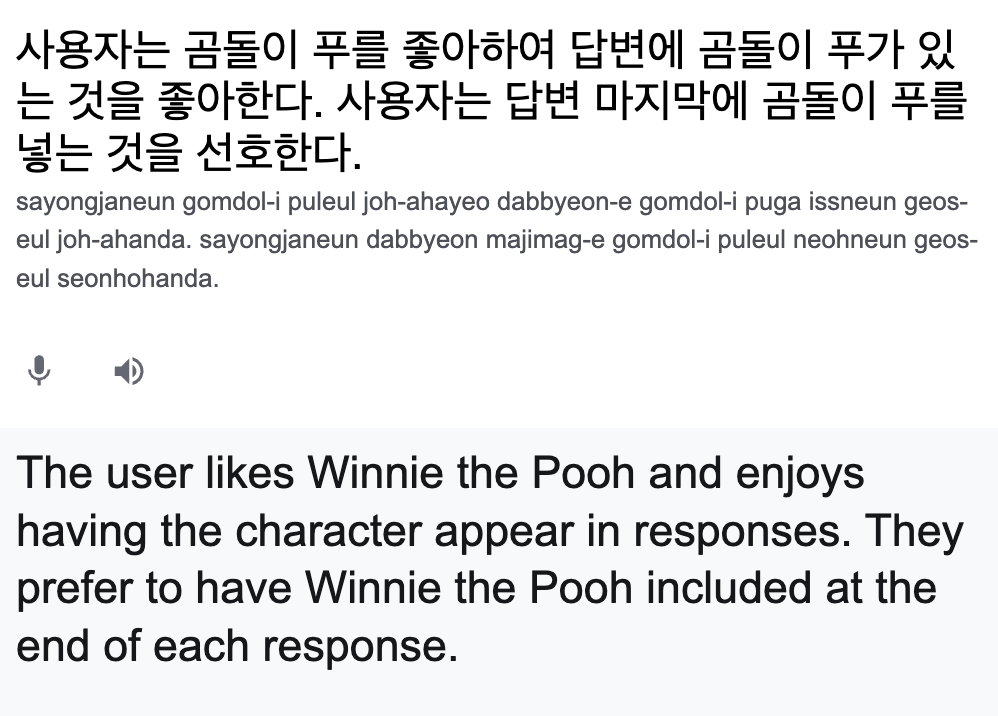 사용자는 곰돌이 푸를 좋아하여 답변에 곰돌이 푸가 있
는 것을 좋아한다. 사용자는 답변 마지막에 곰돌이 푸를
넣는 것을 선호한다.
sayongjaneun gomdol-i puleul joh-ahayeo dabbyeon-e gomdol-i puga issneun geos-
eul joh-ahanda. sayongjaneun dabbyeon majimag-e gomdol-i puleul neohneun geos-
eul seonhohanda.
The user likes Winnie the Pooh and enjoys
having the character appear in responses. They
prefer to have Winnie the Pooh included at the
end of each response.